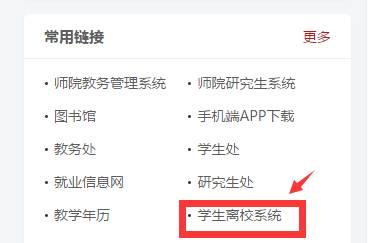 常用链接 更多
· 师院教务管理系统 · 师院研究生系统
· 图书馆 · 手机端APP下载
· 教务处 · 学生处
· 就业信息网 · 研究生处
· 教学年历 · 学生离校系统